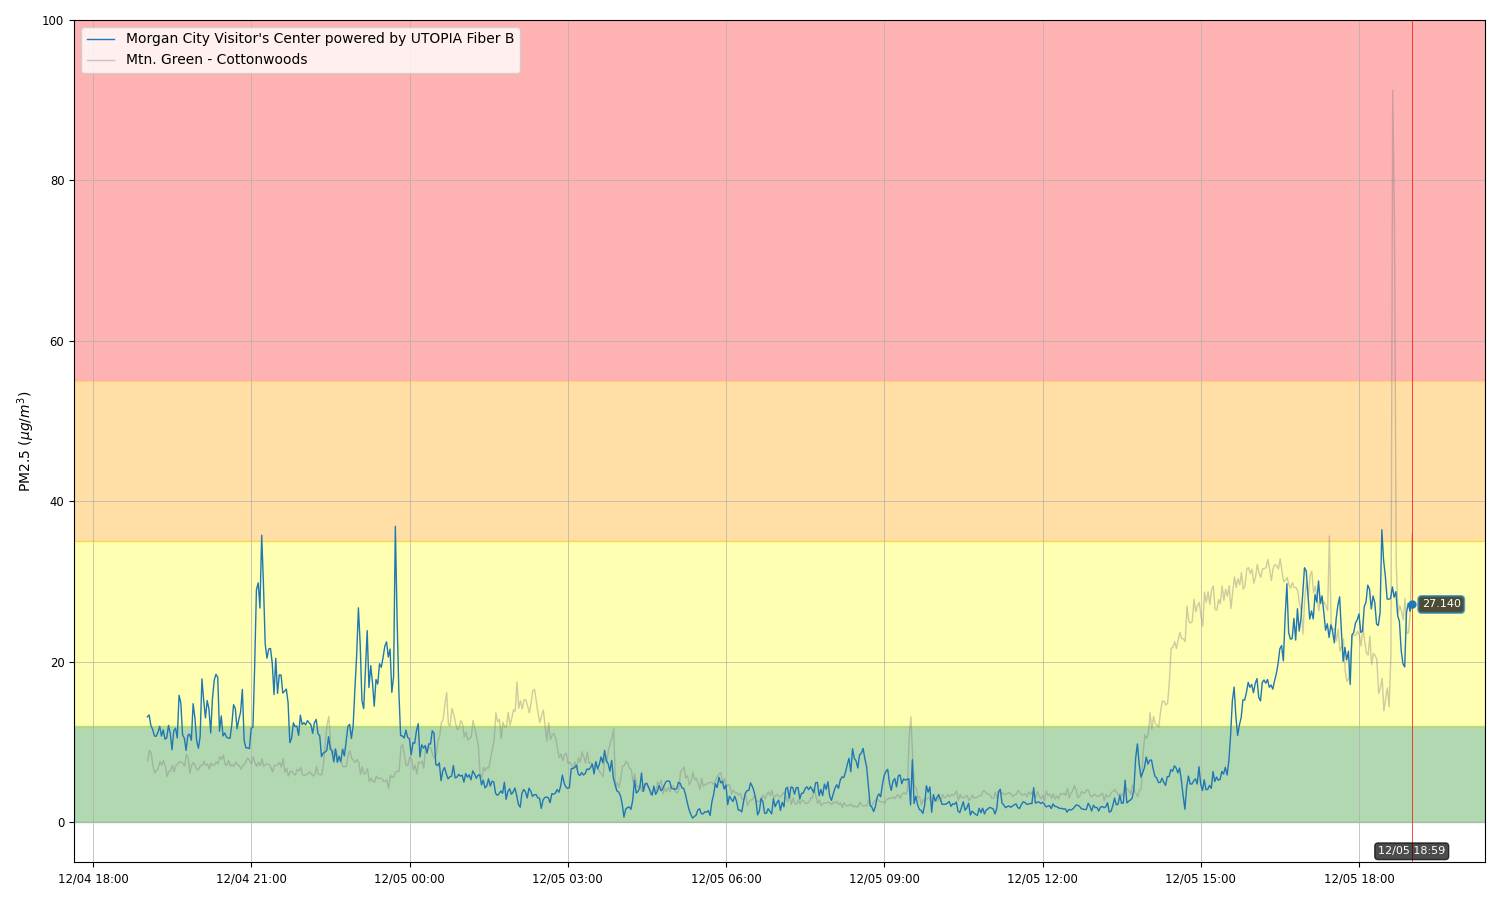 100
Morgan City Visitor's Center powered by UTOPIA Fiber B
Mtn. Green - Cottonwoods
80
60
PM2.5 (μg/m³)
40
27.140
20
0
12/05 18:59
12/04 18:00 12/04 21:00 12/05 00:00 12/05 03:00 12/05 06:00 12/05 09:00 12/05 12:00 12/05 15:00 12/05 18:00